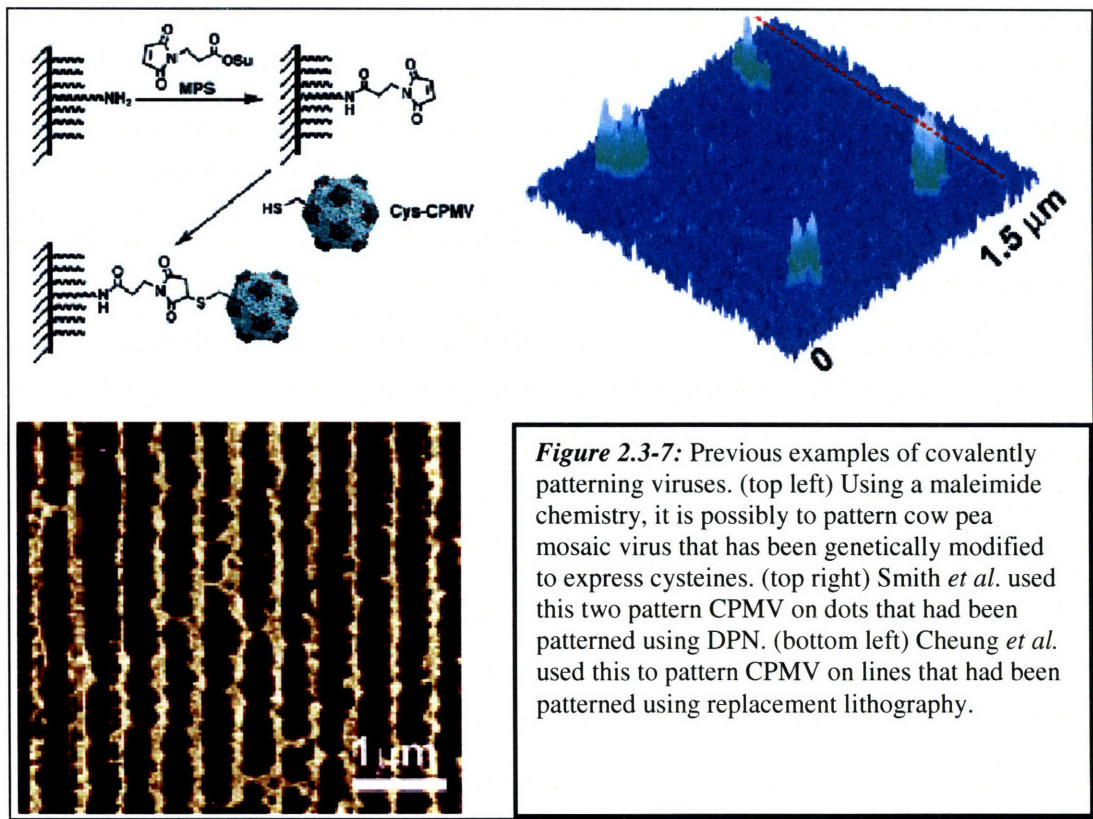 O
N
O
O
OSu
MPS
NH₂
O
N
H
N
O
O
HS
Cys-CPMV
O
N
H
O
N
O
S
1.5 μm
0
1μm
Figure 2.3-7: Previous examples of covalently
patterning viruses. (top left) Using a maleimide
chemistry, it is possibly to pattern cow pea
mosaic virus that has been genetically modified
to express cysteines. (top right) Smith et al. used
this two pattern CPMV on dots that had been
patterned using DPN. (bottom left) Cheung et al.
used this to pattern CPMV on lines that had been
patterned using replacement lithography.